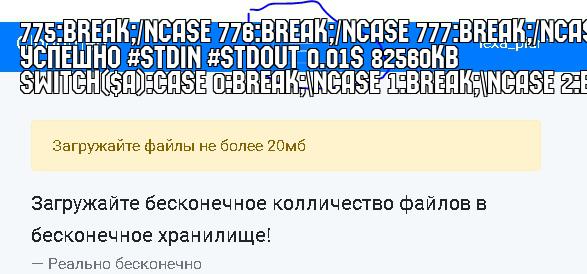 775:BREAK;/NCASE 776:BREAK;/NCASE 777:BREAK;/NCAS
УСПЕШНО #STDIN #STDOUT 0.01S 82560KB
SWITCH($A):CASE 0:BREAK;\NCASE 1:BREAK;\NCASE 2:B
Загружайте файлы не более 20мб
Загружайте бесконечное колличество файлов в
бесконечное хранилище!
— Реально бесконечно